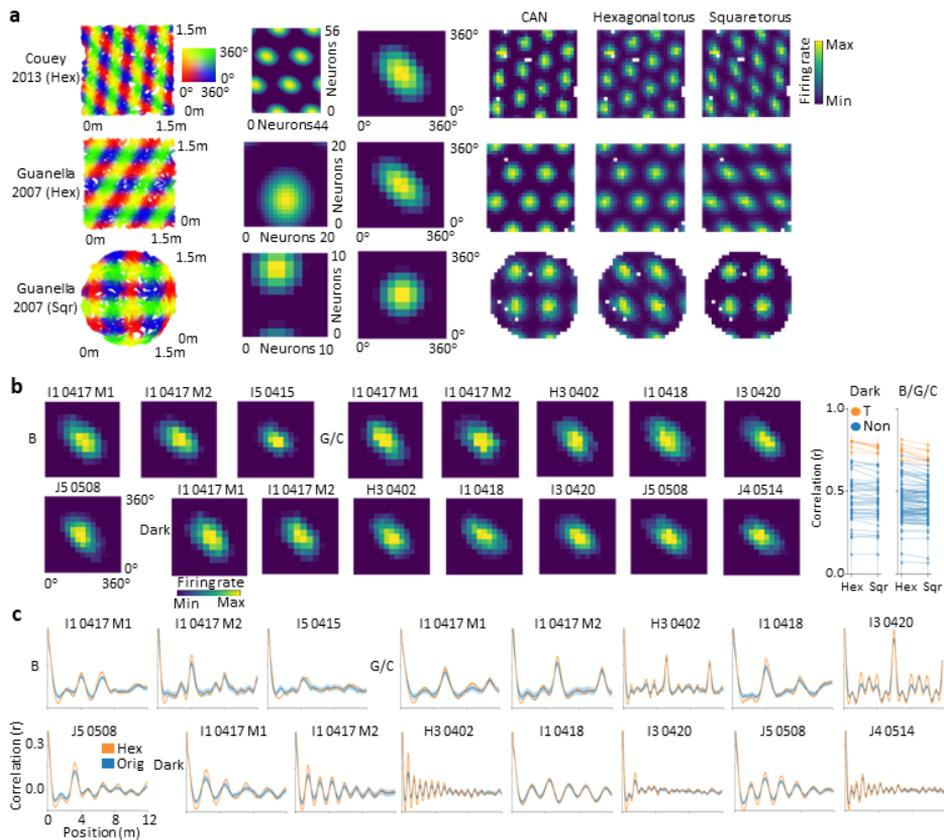 a
CAN Hexagonal torus Square torus
Couey
2013 (Hex)
1.5m
360°
0°
0° 360°
0m
0m 1.5m
56
Neurons
0
0 Neurons 44
360°
0°
0° 360°
Firing rate
Max
Min
Guanella
2007 (Hex)
1.5m
0m
0m 1.5m
20
Neurons
0
0 Neurons 20
360°
0°
0° 360°
Guanella
2007 (Sqr)
1.5m
0m
0m 1.5m
10
Neurons
0
0 Neurons 10
360°
0°
0° 360°
b
I1 0417 M1 I1 0417 M2 I5 0415 I1 0417 M1 I1 0417 M2 H3 0402 I1 0418 I3 0420
B G/C
J5 0508 I1 0417 M1 I1 0417 M2 H3 0402 I1 0418 I3 0420 J5 0508 J4 0514
360°
0°
0° 360°
Dark
Firing rate
Min Max
Dark B/G/C
T
Non
Correlation (r)
1.0
0.5
0.0
Hex Sqr Hex Sqr
c
I1 0417 M1 I1 0417 M2 I5 0415 I1 0417 M1 I1 0417 M2 H3 0402 I1 0418 I3 0420
B G/C
J5 0508 I1 0417 M1 I1 0417 M2 H3 0402 I1 0418 I3 0420 J5 0508 J4 0514
Hex
Orig
Dark
Correlation (r)
0.3
0.0
0 4 8 12
Position (m)